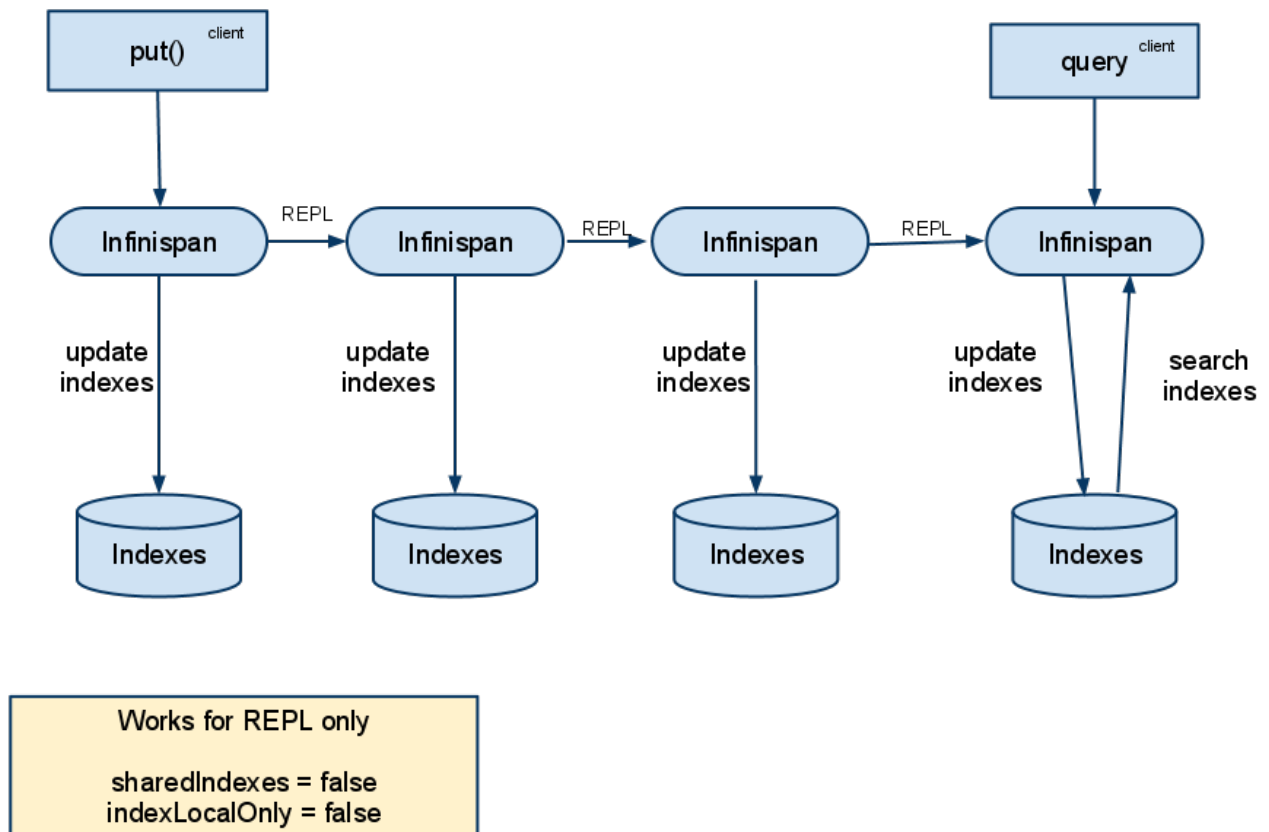 put()
client
query
client
Infinispan
REPL
Infinispan
REPL
Infinispan
REPL
Infinispan
update
indexes
update
indexes
update
indexes
update
indexes
search
indexes
Indexes
Indexes
Indexes
Indexes
Works for REPL only
sharedIndexes = false
indexLocalOnly = false